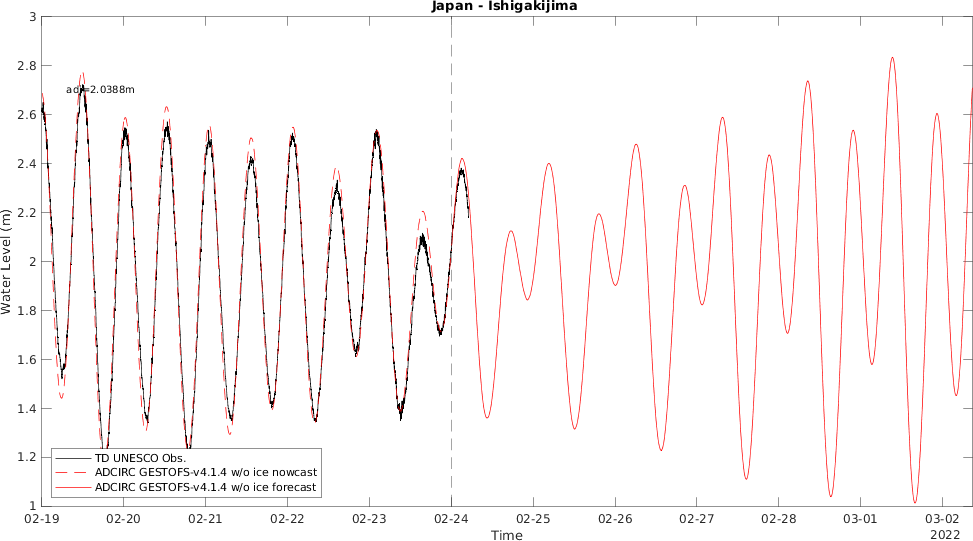 Japan - Ishigakijima
3
2.8
2.6
2.4
2.2
2
1.8
1.6
1.4
1.2
1
Water Level (m)
adj=2.0388m
TD UNESCO Obs.
ADCIRC GESTOFS-v4.1.4 w/o ice nowcast
ADCIRC GESTOFS-v4.1.4 w/o ice forecast
02-19 02-20 02-21 02-22 02-23 02-24 02-25 02-26 02-27 02-28 03-01 03-02
Time
2022